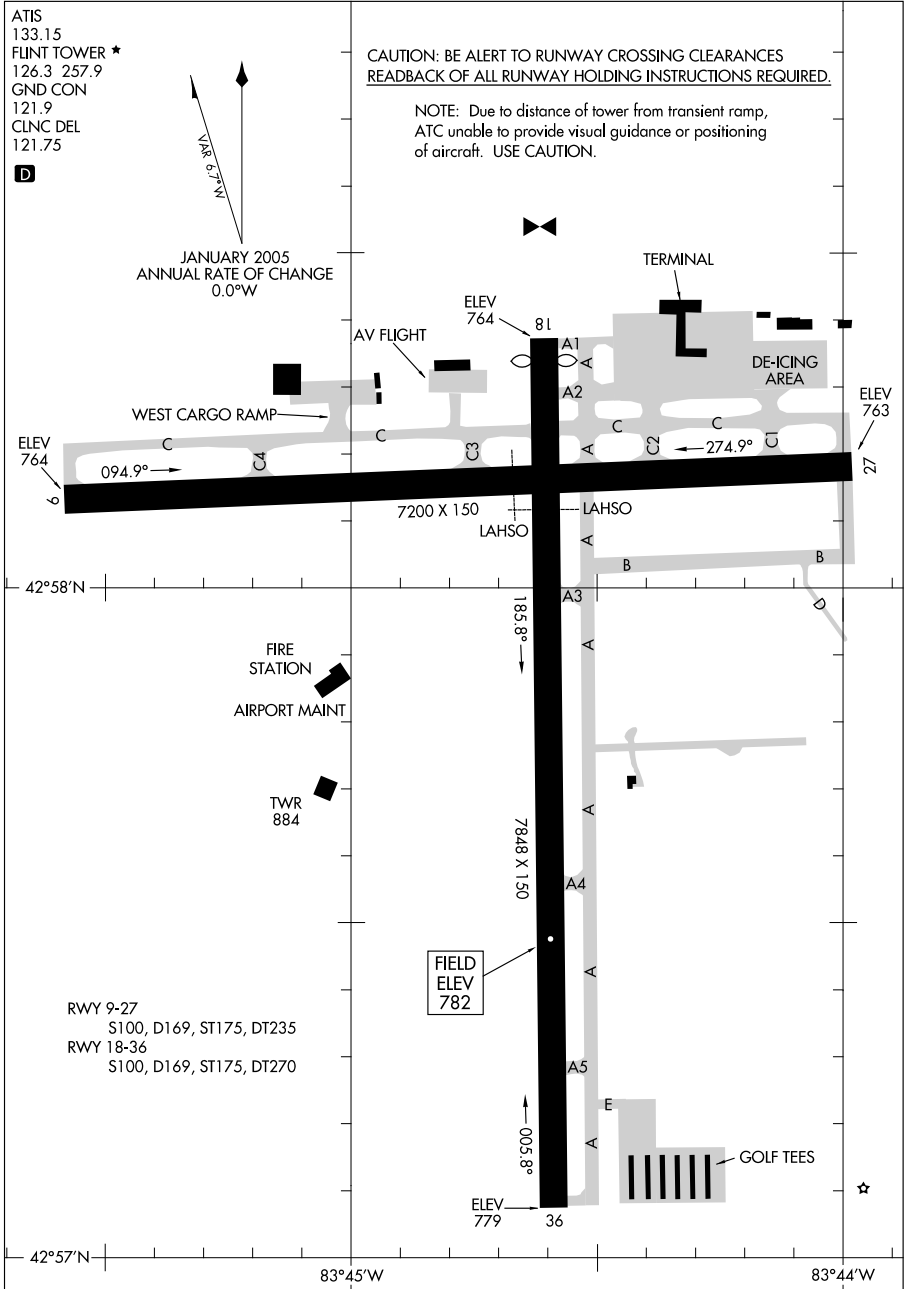 ATIS
133.15
FLINT TOWER ★
126.3 257.9
GND CON
121.9
CLNC DEL
121.75
D
CAUTION: BE ALERT TO RUNWAY CROSSING CLEARANCES
READBACK OF ALL RUNWAY HOLDING INSTRUCTIONS REQUIRED.
NOTE: Due to distance of tower from transient ramp,
ATC unable to provide visual guidance or positioning
of aircraft. USE CAUTION.
VAR 6.7°W
JANUARY 2005
ANNUAL RATE OF CHANGE
0.0°W
TERMINAL
ELEV
764
18
AV FLIGHT
A1
A
DE-ICING
AREA
A2
WEST CARGO RAMP
ELEV
763
ELEV
764
C
C
C4
C3
A
C
C2
C
C1
094.9°
274.9°
9
27
7200 X 150
LAHSO
LAHSO
A
B
B
42°58'N
A3
D
185.8°
A
FIRE
STATION
AIRPORT MAINT
TWR
884
A
7848 X 150
A4
FIELD
ELEV
782
A
RWY 9-27
S100, D169, ST175, DT235
RWY 18-36
S100, D169, ST175, DT270
A5
E
005.8°
A
GOLF TEES
ELEV
779
36
42°57'N
83°45'W
83°44'W